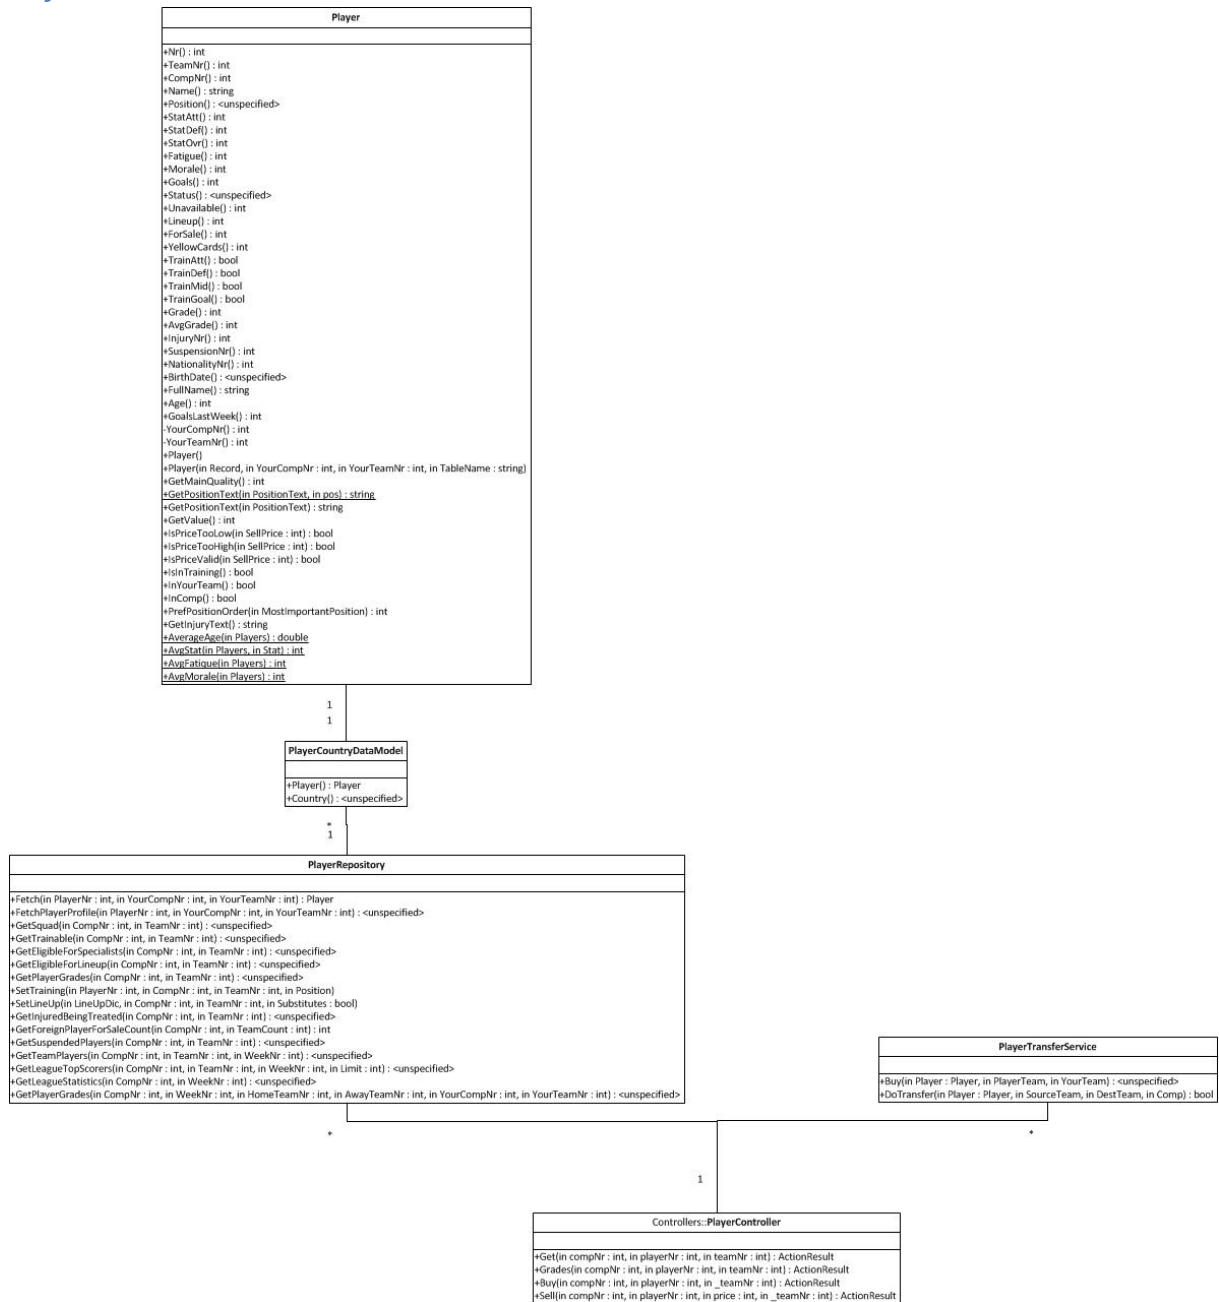 Player
+Nr() : int
+TeamNr() : int
+CompNr() : int
+Name() : string
+Position() : <unspecified>
+StatAtt() : int
+StatDef() : int
+StatOvr() : int
+Fatigue() : int
+Morale() : int
+Goals() : int
+Status() : <unspecified>
+Unavailable() : int
+Lineup() : int
+ForSale() : int
+YellowCards() : int
+TrainAtt() : bool
+TrainDef() : bool
+TrainMid() : bool
+TrainGoal() : bool
+Grade() : int
+AvgGrade() : int
+InjuryNr() : int
+SuspensionNr() : int
+NationalityNr() : int
+BirthDate() : <unspecified>
+FullName() : string
+Age() : int
+GoalsLastWeek() : int
-YourCompNr() : int
-YourTeamNr() : int
+Player()
+Player(in Record, in YourCompNr : int, in YourTeamNr : int, in TableName : string)
+GetMainQuality() : int
+GetPositionText(in PositionText, in pos) : string
+GetPositionText(in PositionText) : string
+GetValue() : int
+IsPriceTooLow(in SellPrice : int) : bool
+IsPriceTooHigh(in SellPrice : int) : bool
+IsPriceValid(in SellPrice : int) : bool
+IsInTraining() : bool
+InYourTeam() : bool
+InComp() : bool
+PrefPositionOrder(in MostImportantPosition) : int
+GetInjuryText() : string
+AverageAge(in Players) : double
+AvgStat(in Players, in Stat) : int
+AvgFatique(in Players) : int
+AvgMorale(in Players) : int
1
1
PlayerCountryDataModel
+Player() : Player
+Country() : <unspecified>
*
1
PlayerRepository
+Fetch(in PlayerNr : int, in YourCompNr : int, in YourTeamNr : int) : Player
+FetchPlayerProfile(in PlayerNr : int, in YourCompNr : int, in YourTeamNr : int) : <unspecified>
+GetSquad(in CompNr : int, in TeamNr : int) : <unspecified>
+GetTrainable(in CompNr : int, in TeamNr : int) : <unspecified>
+GetEligibleForSpecialists(in CompNr : int, in TeamNr : int) : <unspecified>
+GetEligibleForLineup(in CompNr : int, in TeamNr : int) : <unspecified>
+GetPlayerGrades(in CompNr : int, in TeamNr : int) : <unspecified>
+SetTraining(in PlayerNr : int, in CompNr : int, in TeamNr : int, in Position)
+SetLineUp(in LineUpDic, in CompNr : int, in TeamNr : int, in Substitutes : bool)
+GetInjuredBeingTreated(in CompNr : int, in TeamNr : int) : <unspecified>
+GetForeignPlayerForSaleCount(in CompNr : int, in TeamCount : int) : int
+GetSuspendedPlayers(in CompNr : int, in TeamNr : int) : <unspecified>
+GetTeamPlayers(in CompNr : int, in TeamNr : int, in WeekNr : int) : <unspecified>
+GetLeagueTopScorers(in CompNr : int, in TeamNr : int, in WeekNr : int, in Limit : int) : <unspecified>
+GetLeagueStatistics(in CompNr : int, in WeekNr : int) : <unspecified>
+GetPlayerGrades(in CompNr : int, in WeekNr : int, in HomeTeamNr : int, in AwayTeamNr : int, in YourCompNr : int, in YourTeamNr : int) : <unspecified>
PlayerTransferService
+Buy(in Player : Player, in PlayerTeam, in YourTeam) : <unspecified>
+DoTransfer(in Player : Player, in SourceTeam, in DestTeam, in Comp) : bool
*
*
1
Controllers::PlayerController
+Get(in compNr : int, in playerNr : int, in teamNr : int) : ActionResult
+Grades(in compNr : int, in playerNr : int, in teamNr : int) : ActionResult
+Buy(in compNr : int, in playerNr : int, in _teamNr : int) : ActionResult
+Sell(in compNr : int, in playerNr : int, in price : int, in _teamNr : int) : ActionResult